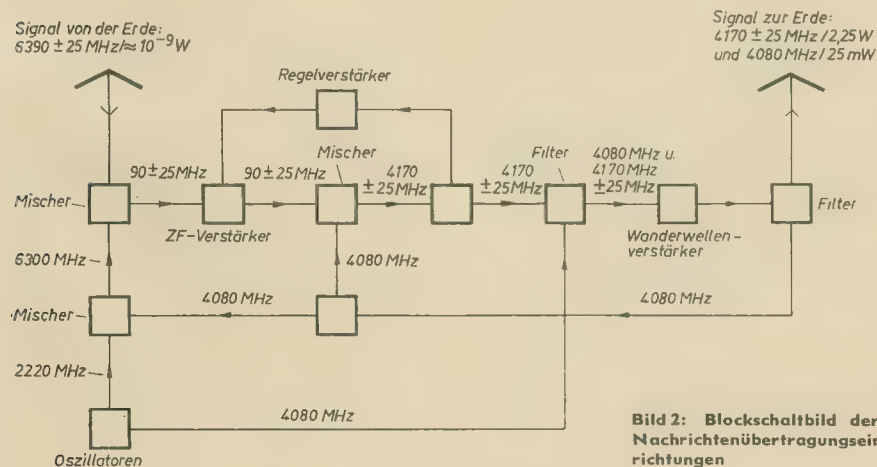 Signal von der Erde:
6390 ± 25 MHz/≈ 10⁻⁹ W
Signal zur Erde:
4170 ± 25 MHz / 2,25 W
und 4080 MHz / 25 mW
Regelverstärker
Mischer
90 ± 25 MHz
90 ± 25 MHz
4170
± 25 MHz
4170
± 25 MHz
Filter
4080 MHz u.
4170 MHz
± 25 MHz
Mischer
ZF-Verstärker
Wanderwellen-
verstärker
Filter
6300 MHz
4080 MHz
Mischer
4080 MHz
4080 MHz
2220 MHz
4080 MHz
Oszillatoren
Bild 2: Blockschaltbild der
Nachrichtenübertragungsein
richtungen